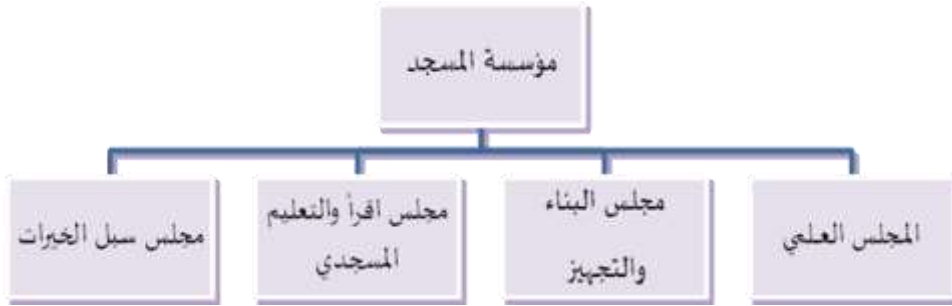 مؤسسة المسجد
المجلس العلمي
مجلس البناء
والتجهيز
مجلس اقرأ والتعليم
المسجدي
مجلس سبل الخيرات